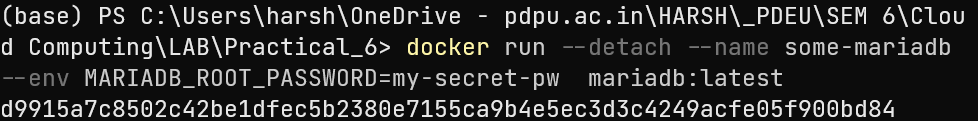 (base) PS C:\Users\harsh\OneDrive - pdpu.ac.in\HARSH\_PDEU\SEM 6\Clou
d Computing\LAB\Practical_6> docker run --detach --name some-mariadb
--env MARIADB_ROOT_PASSWORD=my-secret-pw  mariadb:latest
d9915a7c8502c42be1dfec5b2380e7155ca9b4e5ec3d3c4249acfe05f900bd84